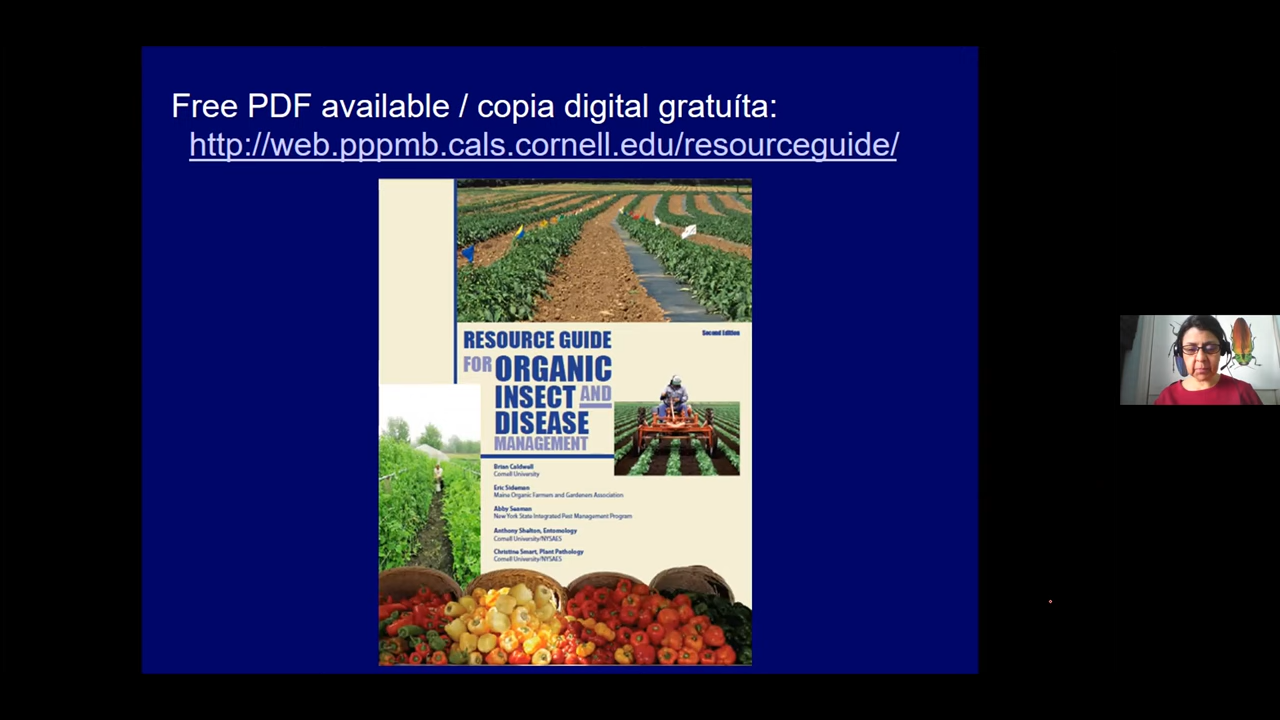 Free PDF available / copia digital gratuíta:
http://web.pppmb.cals.cornell.edu/resourceguide/
Second Edition
RESOURCE GUIDE
FOR ORGANIC
INSECT AND
DISEASE
MANAGEMENT
Brian Caldwell
Cornell University
Eric Sideman
Maine Organic Farmers and Gardeners Association
Abby Seaman
New York State Integrated Pest Management Program
Anthony Shelton, Entomology
Cornell University/NYSAES
Christine Smart, Plant Pathology
Cornell University/NYSAES